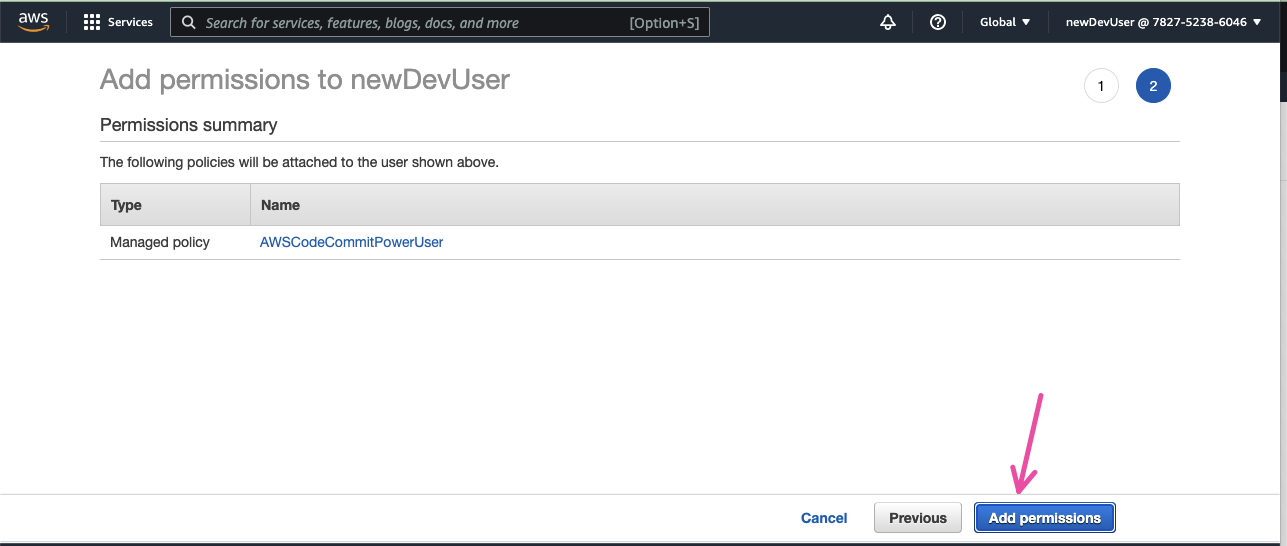 aws Services Search for services, features, blogs, docs, and more [Option+S] Global newDevUser @ 7827-5238-6046
Add permissions to newDevUser 1 2
Permissions summary
The following policies will be attached to the user shown above.
Type Name
Managed policy AWSCodeCommitPowerUser
Cancel Previous Add permissions